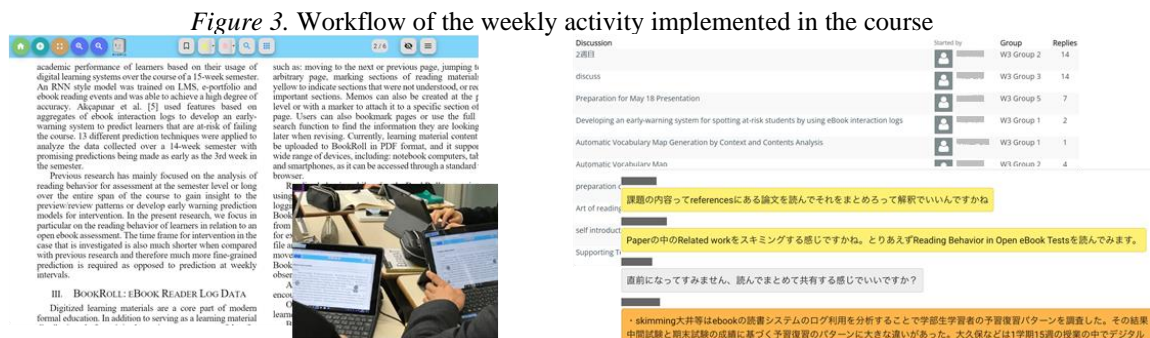 Figure 3. Workflow of the weekly activity implemented in the course
2/6
academic performance of learners based on their usage of
digital learning systems over the course of a 15-week semester.
An RNN style model was trained on LMS, e-portfolio and
ebook reading events and was able to achieve a high degree of
accuracy. Akçapınar et al. [5] used features based on
aggregates of ebook interaction logs to develop an early-
warning system to predict learners that are at-risk of failing
the course. 13 different prediction techniques were applied to
analyze the data collected over a 14-week semester with
promising predictions being made as early as the 3rd week in
the semester.
Previous research has mainly focused on the analysis of
reading behavior for assessment at the semester level or long
over the entire span of the course to gain insight to the
preview/review patterns or develop early warning prediction
models for intervention. In the present research, we focus in
particular on the reading behavior of learners in relation to an
open ebook assessment. The time frame for intervention in the
case that is investigated is also much shorter when compared
with previous research and therefore much more fine-grained
prediction is required as opposed to prediction at weekly
intervals.
III. BOOKROLL: EBOOK READER LOG DATA
Digitized learning materials are a core part of modern
formal education. In addition to serving as a learning material
such as: moving to the next or previous page, jumping t
arbitrary page, marking sections of reading material
yellow to indicate sections that were not understood, or re
important sections. Memos can also be created at the p
level or with a marker to attach it to a specific section of
page. Users can also bookmark pages or use the full
search function to find the information they are looking
later when revising. Currently, learning material content
be uploaded to BookRoll in PDF format, and it suppo
wide range of devices, including: notebook computers, tab
and smartphones, as it can be accessed through a standard
browser.
using
loggi
Book
from
for ex
file a
move
Book
obser
A
encou
learne
Discussion Started by Group Replies
2週目 W3 Group 2 14
discuss W3 Group 3 14
Preparation for May 18 Presentation W3 Group 5 7
Developing an early-warning system for spotting at-risk students by using eBook interaction logs W3 Group 1 2
Automatic Vocabulary Map Generation by Context and Contents Analysis W3 Group 1 1
Automatic Vocabulary Map W3 Group 2 4
preparation
Art of reading
self introduct
Supporting
課題の内容ってreferencesにある論文を読んでそれをまとめろって解釈でいいんですかね
Paperの中のRelated workをスキミングする感じですかね。とりあえずReading Behavior in Open eBook Testsを読んでみます。
直前になってすみません、読んでまとめて共有する感じでいいですか？
・skimming大井等はebookの読書システムのログ利用を分析することで学部生学習者の予習復習パターンを調査した。その結果
中間試験と期末試験の成績に基づく予習復習のパターンに大きな違いがあった。大久保などは1学期15週の授業の中でデジタル